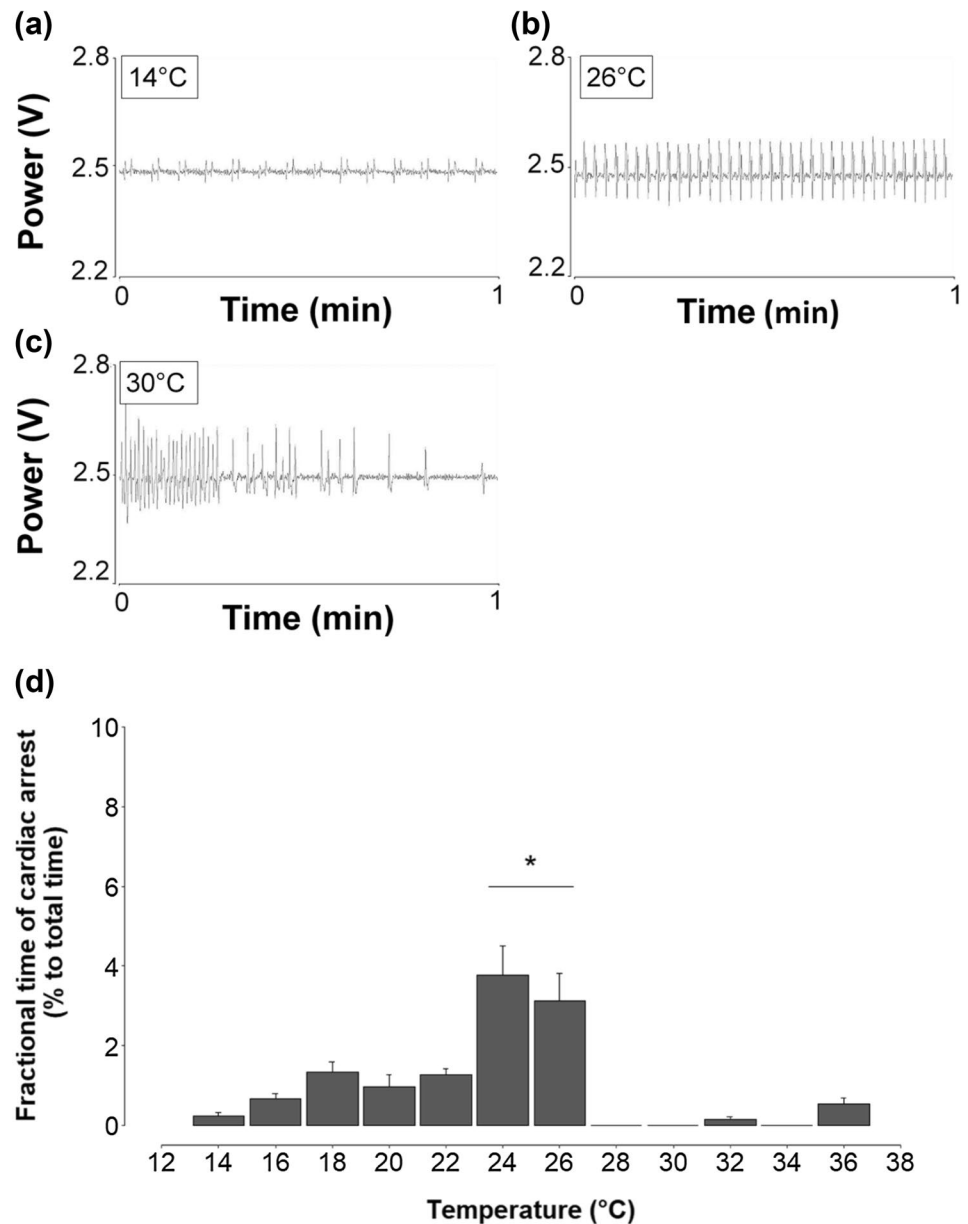 (a)
2.8
14°C
Power (V)
2.5
2.2
0
1
Time (min)
(b)
2.8
26°C
2.5
2.2
0
1
Time (min)
(c)
2.8
30°C
Power (V)
2.5
2.2
0
1
Time (min)
(d)
Fractional time of cardiac arrest
(% to total time)
10
8
6
4
2
0
*
12 14 16 18 20 22 24 26 28 30 32 34 36 38
Temperature (°C)